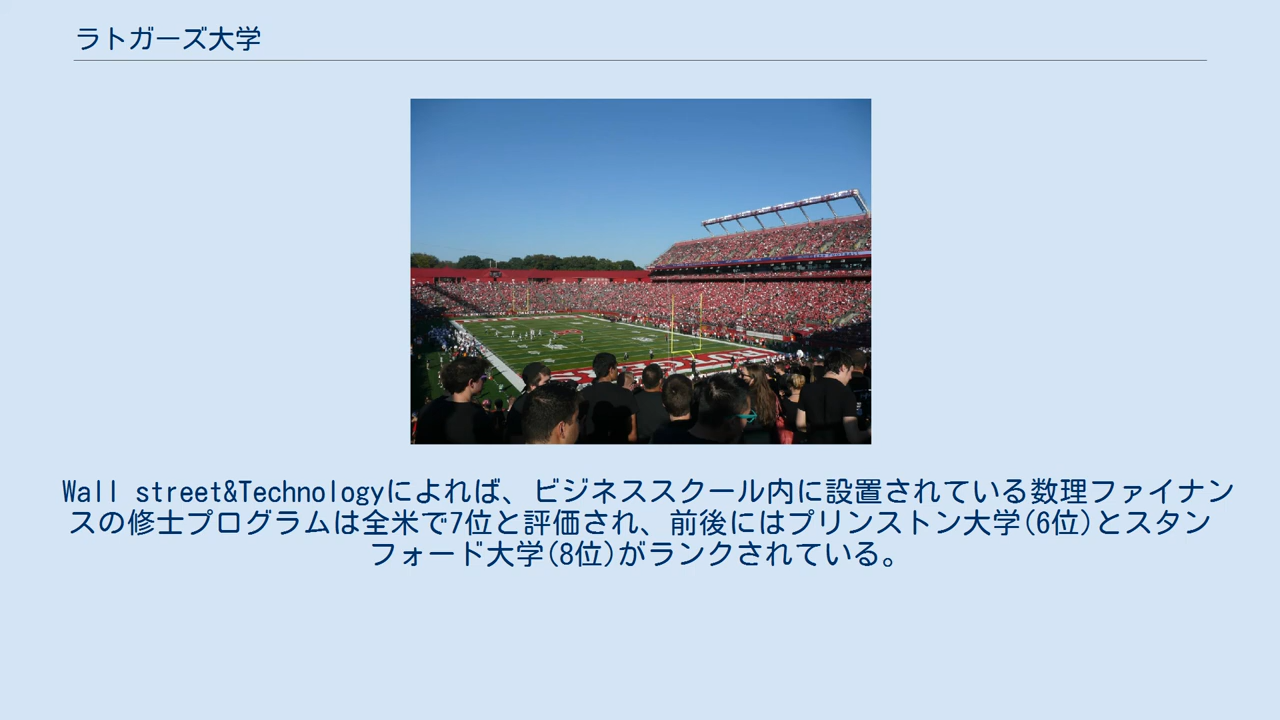 ラトガーズ大学
Wall street&Technologyによれば、ビジネススクール内に設置されている数理ファイナン
スの修士プログラムは全米で7位と評価され、前後にはプリンストン大学(6位)とスタン
フォード大学(8位)がランクされている。